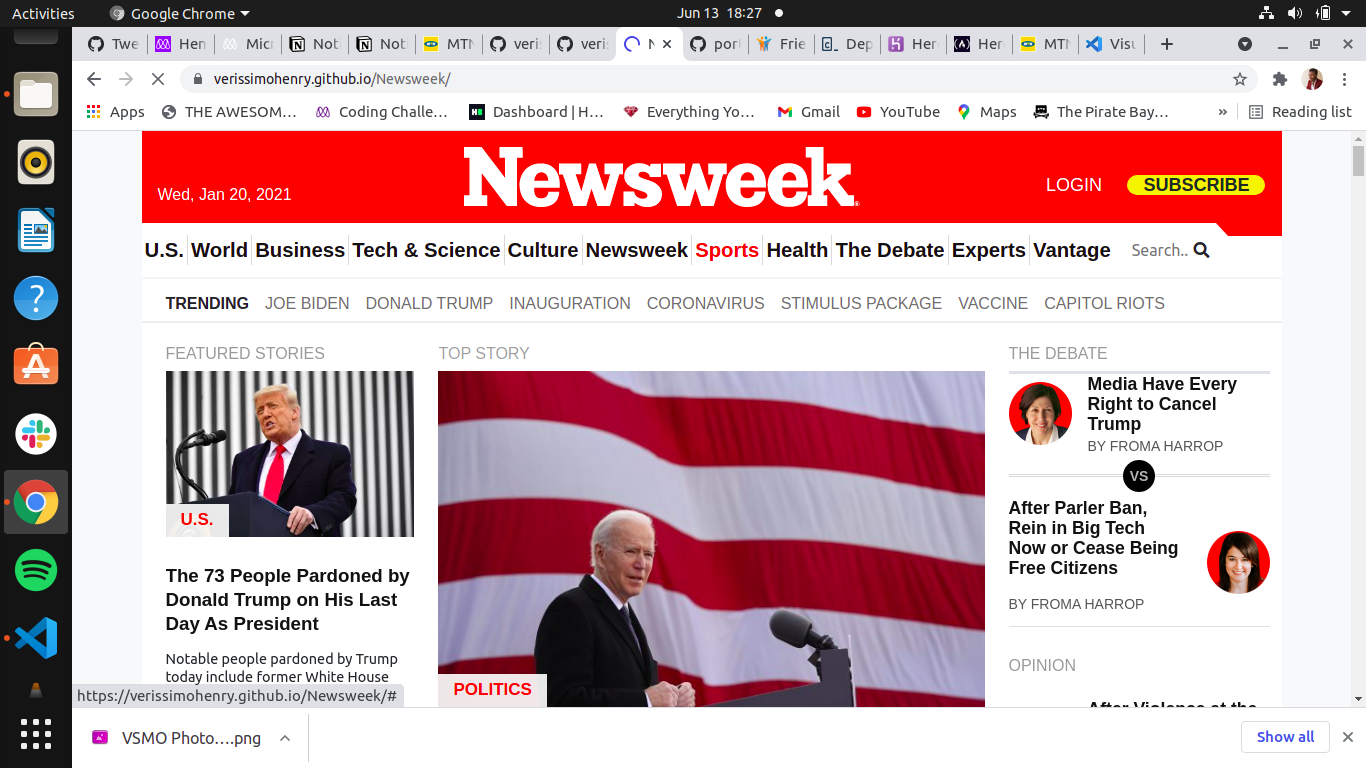 Activities Google Chrome Jun 13 18:27
Twe Hen Micr Not Not MTN veris veris N por Frie Dep Her Her MTN Visu
verissimohenry.github.io/Newsweek/
Apps THE AWESOM… Coding Challe… Dashboard | H… Everything Yo… Gmail YouTube Maps The Pirate Bay… » Reading list
Wed, Jan 20, 2021
Newsweek
LOGIN
SUBSCRIBE
U.S. World Business Tech & Science Culture Newsweek Sports Health The Debate Experts Vantage Search..
TRENDING JOE BIDEN DONALD TRUMP INAUGURATION CORONAVIRUS STIMULUS PACKAGE VACCINE CAPITOL RIOTS
FEATURED STORIES
U.S.
The 73 People Pardoned by
Donald Trump on His Last
Day As President
Notable people pardoned by Trump
today include former White House
TOP STORY
POLITICS
THE DEBATE
Media Have Every
Right to Cancel
Trump
BY FROMA HARROP
VS
After Parler Ban,
Rein in Big Tech
Now or Cease Being
Free Citizens
BY FROMA HARROP
OPINION
After Violence at the
https://verissimohenry.github.io/Newsweek/#
VSMO Photo….png
Show all